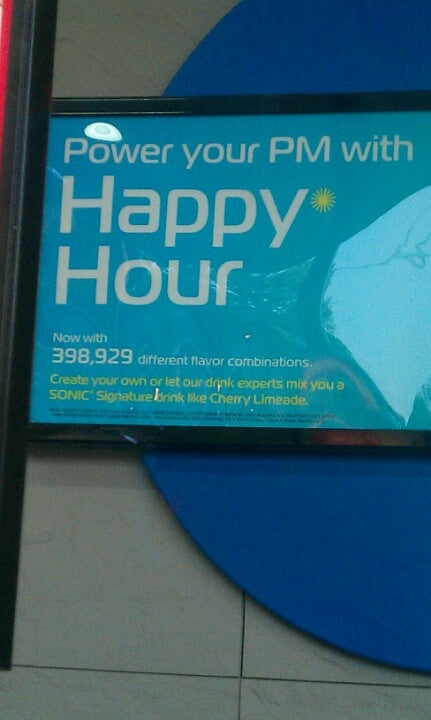 Power your PM with
Happy
Hour
Now with
398,929 different flavor combinations.
Create your own or let our drink experts mix you a
SONIC® Signature drink like Cherry Limeade.